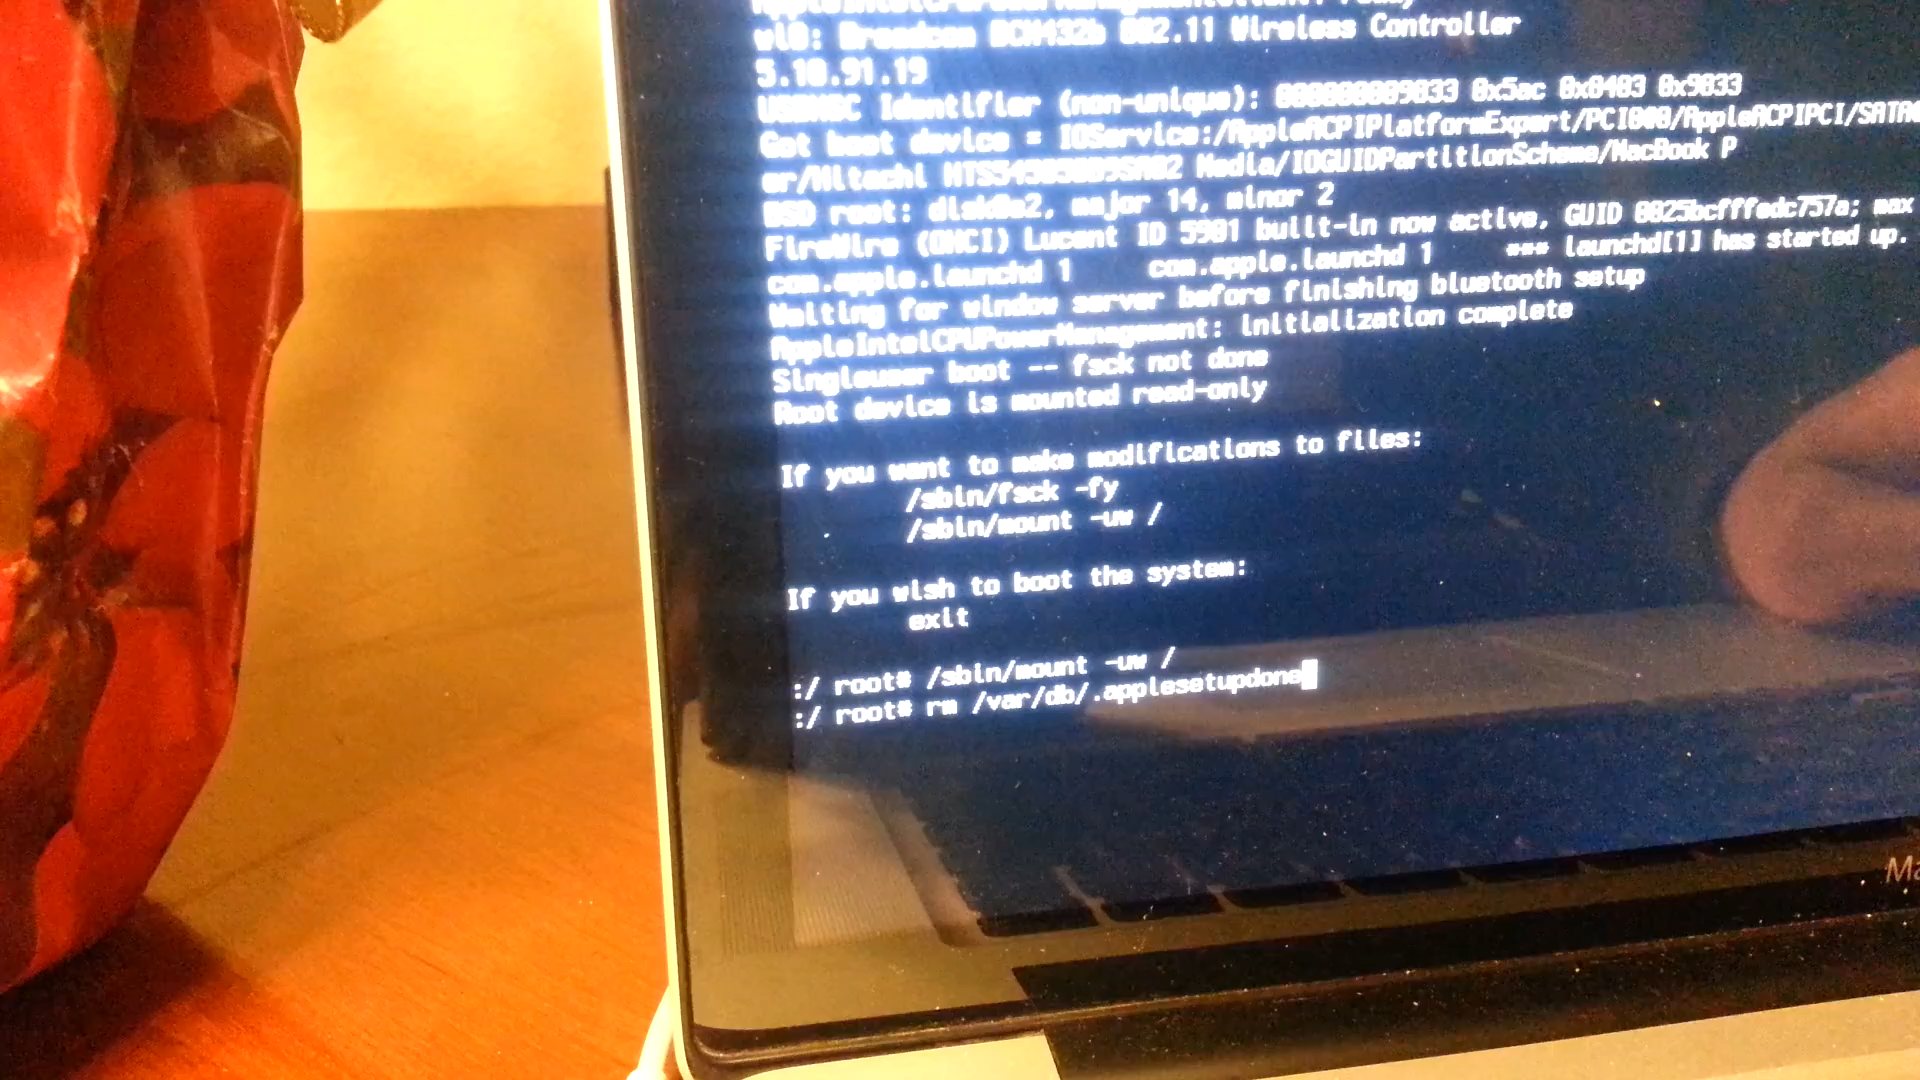 wl0: Broadcom BCM432b 802.11 Wireless Controller
5.10.91.19
USBMSC Identifier (non-unique): 000000009833 0x5ac 0x8403 0x9833
Got boot device = IOService:/AppleACPIPlatformExpert/PCI0@0/AppleACPIPCI/SATA@
er/Hitachi Media/IOGUIDPartitionScheme/MacBook P
BSD root: disk0s2, major 14, minor 2
FireWire (OHCI) Lucent ID 5901 built-in now active, GUID 0025bcfffedc757a; max
com.apple.launchd 1 com.apple.launchd 1 *** launchd[1] has started up.
Waiting for window server before finishing bluetooth setup
AppleIntelCPUPowerManagement: initialization complete
Singleuser boot -- fsck not done
Root device is mounted read-only
If you want to make modifications to files:
/sbin/fsck -fy
/sbin/mount -uw /
If you wish to boot the system:
exit
:/ root# /sbin/mount -uw /
:/ root# rm /var/db/.applesetupdone
Ma